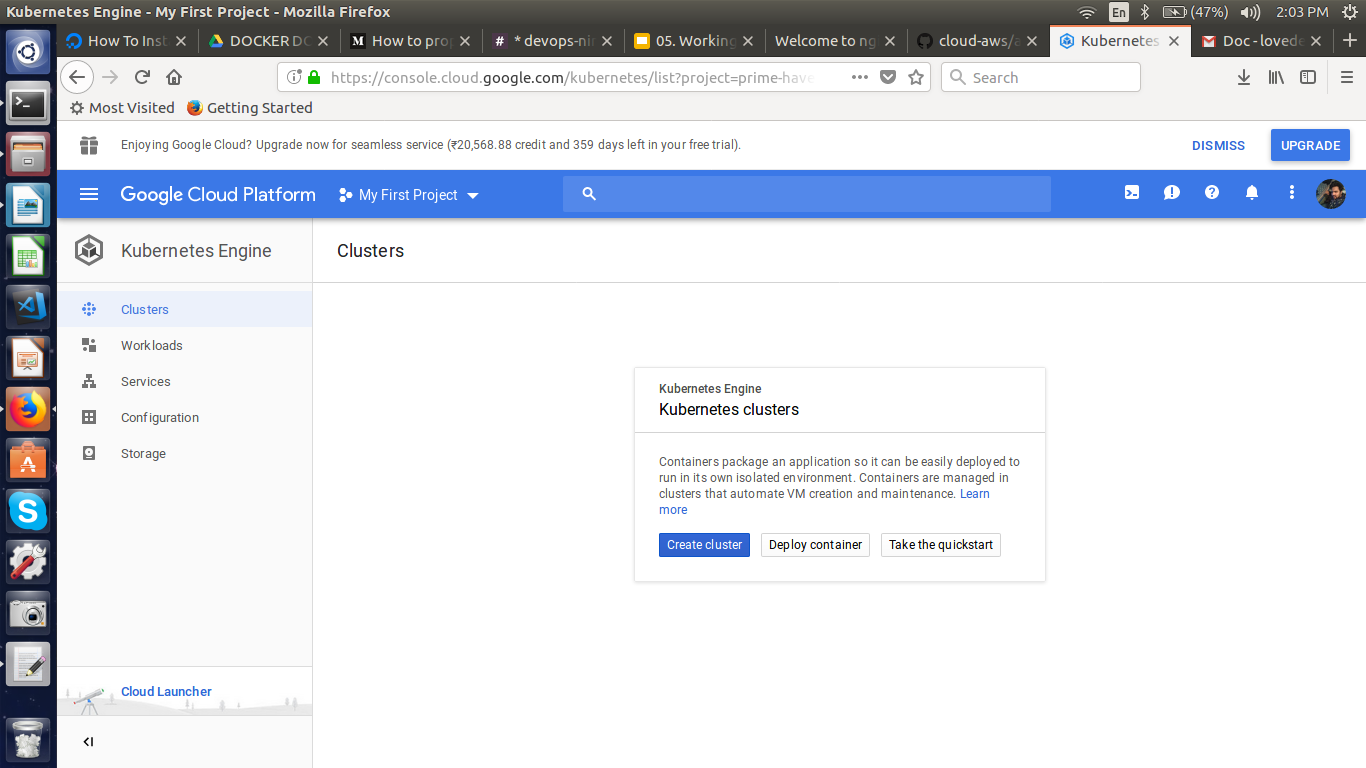 Kubernetes Engine - My First Project - Mozilla Firefox
En
(47%)
2:03 PM
How To Inst
DOCKER DO
How to prop
* devops-nin
05. Working
Welcome to ng
cloud-aws/a
Kubernetes
Doc - lovede
https://console.cloud.google.com/kubernetes/list?project=prime-have
Search
Most Visited
Getting Started
Enjoying Google Cloud? Upgrade now for seamless service (₹20,568.88 credit and 359 days left in your free trial).
DISMISS
UPGRADE
Google Cloud Platform
My First Project
Kubernetes Engine
Clusters
Clusters
Workloads
Services
Configuration
Storage
Kubernetes Engine
Kubernetes clusters
Containers package an application so it can be easily deployed to
run in its own isolated environment. Containers are managed in
clusters that automate VM creation and maintenance. Learn
more
Create cluster
Deploy container
Take the quickstart
Cloud Launcher